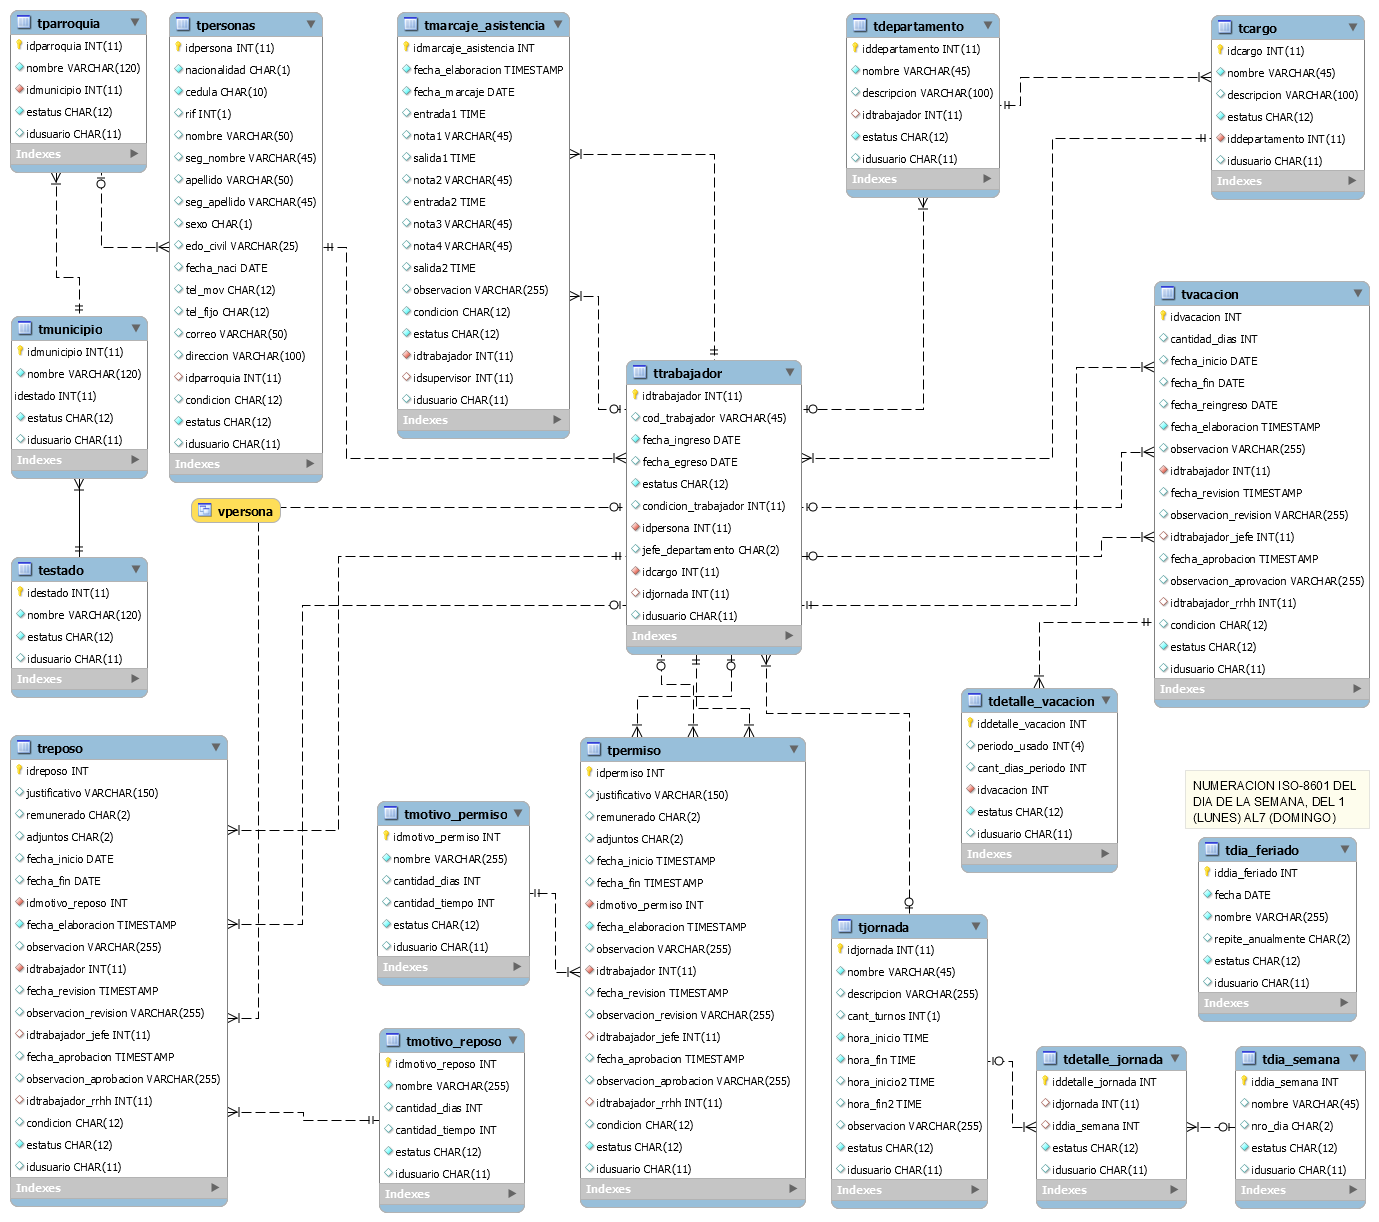 tparroquia
idparroquia INT(11)
nombre VARCHAR(120)
idmunicipio INT(11)
estatus CHAR(12)
idusuario CHAR(11)
Indexes
tpersonas
idpersona INT(11)
nacionalidad CHAR(1)
cedula CHAR(10)
rif INT(1)
nombre VARCHAR(50)
seg_nombre VARCHAR(45)
apellido VARCHAR(50)
seg_apellido VARCHAR(45)
sexo CHAR(1)
edo_civil VARCHAR(25)
fecha_naci DATE
tel_mov CHAR(12)
tel_fijo CHAR(12)
correo VARCHAR(50)
direccion VARCHAR(100)
idparroquia INT(11)
condicion CHAR(12)
estatus CHAR(12)
idusuario CHAR(11)
Indexes
tmarcaje_asistencia
idmarcaje_asistencia INT
fecha_elaboracion TIMESTAMP
fecha_marcaje DATE
entrada1 TIME
nota1 VARCHAR(45)
salida1 TIME
nota2 VARCHAR(45)
entrada2 TIME
nota3 VARCHAR(45)
nota4 VARCHAR(45)
salida2 TIME
observacion VARCHAR(255)
condicion CHAR(12)
estatus CHAR(12)
idtrabajador INT(11)
idsupervisor INT(11)
idusuario CHAR(11)
Indexes
tdepartamento
iddepartamento INT(11)
nombre VARCHAR(45)
descripcion VARCHAR(100)
idtrabajador INT(11)
estatus CHAR(12)
idusuario CHAR(11)
Indexes
tcargo
idcargo INT(11)
nombre VARCHAR(45)
descripcion VARCHAR(100)
estatus CHAR(12)
iddepartamento INT(11)
idusuario CHAR(11)
Indexes
tmunicipio
idmunicipio INT(11)
nombre VARCHAR(120)
idestado INT(11)
estatus CHAR(12)
idusuario CHAR(11)
Indexes
ttrabajador
idtrabajador INT(11)
cod_trabajador VARCHAR(45)
fecha_ingreso DATE
fecha_egreso DATE
estatus CHAR(12)
condicion_trabajador INT(11)
idpersona INT(11)
jefe_departamento CHAR(2)
idcargo INT(11)
idjornada INT(11)
idusuario CHAR(11)
Indexes
tvacacion
idvacacion INT
cantidad_dias INT
fecha_inicio DATE
fecha_fin DATE
fecha_reingreso DATE
fecha_elaboracion TIMESTAMP
observacion VARCHAR(255)
idtrabajador INT(11)
fecha_revision TIMESTAMP
observacion_revision VARCHAR(255)
idtrabajador_jefe INT(11)
fecha_aprobacion TIMESTAMP
observacion_aprovacion VARCHAR(255)
idtrabajador_rrhh INT(11)
condicion CHAR(12)
estatus CHAR(12)
idusuario CHAR(11)
Indexes
vpersona
testado
idestado INT(11)
nombre VARCHAR(120)
estatus CHAR(12)
idusuario CHAR(11)
Indexes
tdetalle_vacacion
iddetalle_vacacion INT
periodo_usado INT(4)
cant_dias_periodo INT
idvacacion INT
estatus CHAR(12)
idusuario CHAR(11)
Indexes
treposo
idreposo INT
justificativo VARCHAR(150)
remunerado CHAR(2)
adjuntos CHAR(2)
fecha_inicio DATE
fecha_fin DATE
idmotivo_reposo INT
fecha_elaboracion TIMESTAMP
observacion VARCHAR(255)
idtrabajador INT(11)
fecha_revision TIMESTAMP
observacion_revision VARCHAR(255)
idtrabajador_jefe INT(11)
fecha_aprobacion TIMESTAMP
observacion_aprobacion VARCHAR(255)
idtrabajador_rrhh INT(11)
condicion CHAR(12)
estatus CHAR(12)
idusuario CHAR(11)
Indexes
tmotivo_permiso
idmotivo_permiso INT
nombre VARCHAR(255)
cantidad_dias INT
cantidad_tiempo INT
estatus CHAR(12)
idusuario CHAR(11)
Indexes
tpermiso
idpermiso INT
justificativo VARCHAR(150)
remunerado CHAR(2)
adjuntos CHAR(2)
fecha_inicio TIMESTAMP
fecha_fin TIMESTAMP
idmotivo_permiso INT
fecha_elaboracion TIMESTAMP
observacion VARCHAR(255)
idtrabajador INT(11)
fecha_revision TIMESTAMP
observacion_revision VARCHAR(255)
idtrabajador_jefe INT(11)
fecha_aprobacion TIMESTAMP
observacion_aprobacion VARCHAR(255)
idtrabajador_rrhh INT(11)
condicion CHAR(12)
estatus CHAR(12)
idusuario CHAR(11)
Indexes
NUMERACION ISO-8601 DEL
DIA DE LA SEMANA, DEL 1
(LUNES) AL7 (DOMINGO)
tdia_feriado
iddia_feriado INT
fecha DATE
nombre VARCHAR(255)
repite_anualmente CHAR(2)
estatus CHAR(12)
idusuario CHAR(11)
Indexes
tmotivo_reposo
idmotivo_reposo INT
nombre VARCHAR(255)
cantidad_dias INT
cantidad_tiempo INT
estatus CHAR(12)
idusuario CHAR(11)
Indexes
tjornada
idjornada INT(11)
nombre VARCHAR(45)
descripcion VARCHAR(255)
cant_turnos INT(1)
hora_inicio TIME
hora_fin TIME
hora_inicio2 TIME
hora_fin2 TIME
observacion VARCHAR(255)
estatus CHAR(12)
idusuario CHAR(11)
Indexes
tdetalle_jornada
iddetalle_jornada INT
idjornada INT(11)
iddia_semana INT
estatus CHAR(12)
idusuario CHAR(11)
Indexes
tdia_semana
iddia_semana INT
nombre VARCHAR(45)
nro_dia CHAR(2)
estatus CHAR(12)
idusuario CHAR(11)
Indexes